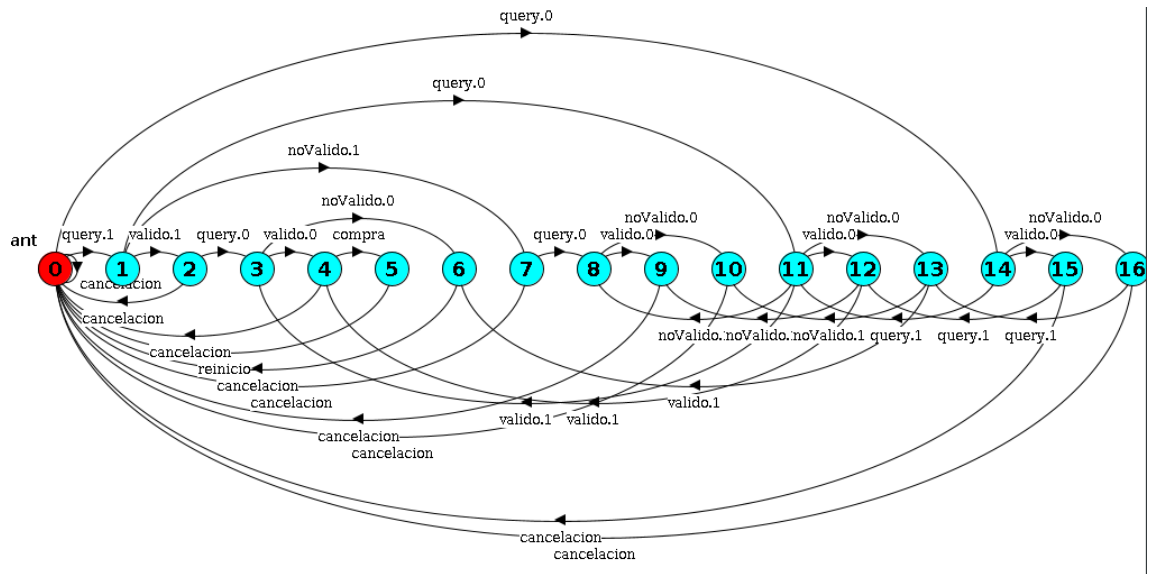 query.0
query.0
noValido.1
noValido.0
noValido.0 noValido.0 noValido.0
ant query.1 valido.1 query.0 valido.0 compra query.0 valido.0 valido.0 valido.0
0 1 2 3 4 5 6 7 8 9 10 11 12 13 14 15 16
cancelacion
cancelacion
noValido. noValido. noValido.1 query.1 query.1 query.1
cancelacion
reinicio
cancelacion
cancelacion valido.1
valido.1 valido.1
cancelacion
cancelacion
cancelacion
cancelacion